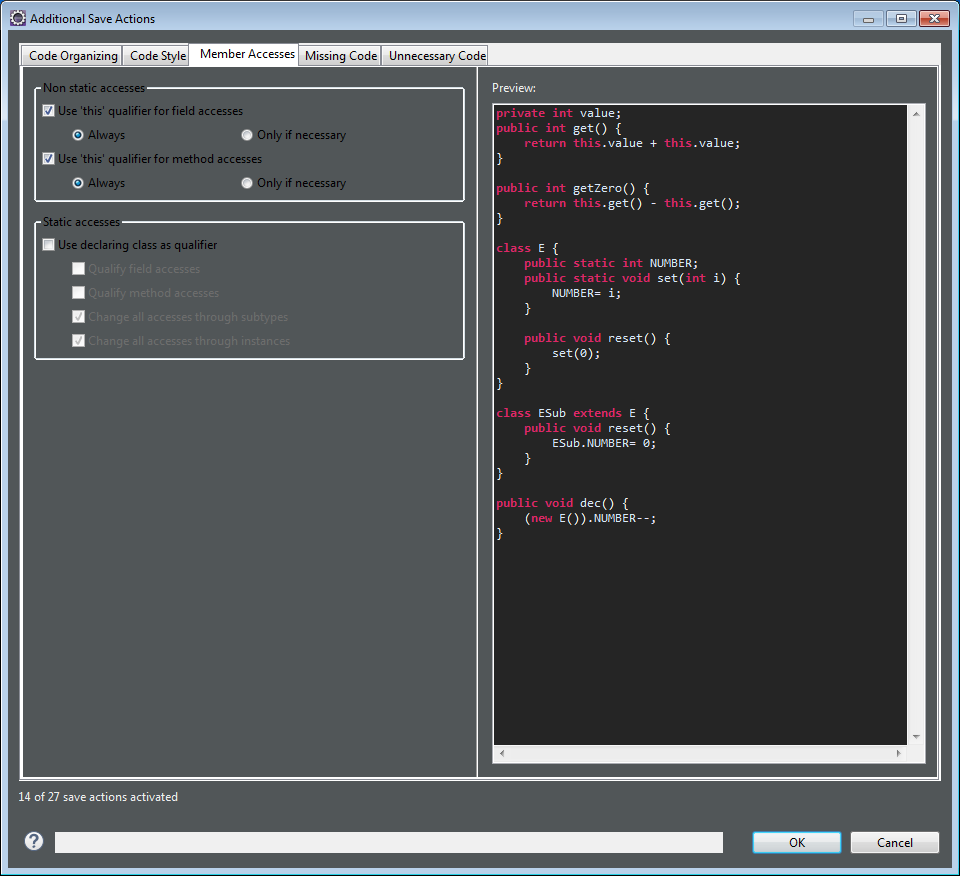 Additional Save Actions
Code Organizing Code Style Member Accesses Missing Code Unnecessary Code
Non static accesses
Use 'this' qualifier for field accesses
Always Only if necessary
Use 'this' qualifier for method accesses
Always Only if necessary
Static accesses
Use declaring class as qualifier
Qualify field accesses
Qualify method accesses
Change all accesses through subtypes
Change all accesses through instances
Preview:
private int value;
public int get() {
    return this.value + this.value;
}
public int getZero() {
    return this.get() - this.get();
}
class E {
    public static int NUMBER;
    public static void set(int i) {
        NUMBER= i;
    }
    public void reset() {
        set(0);
    }
}
class ESub extends E {
    public void reset() {
        ESub.NUMBER= 0;
    }
}
public void dec() {
    (new E()).NUMBER--;
}
14 of 27 save actions activated
?
OK Cancel